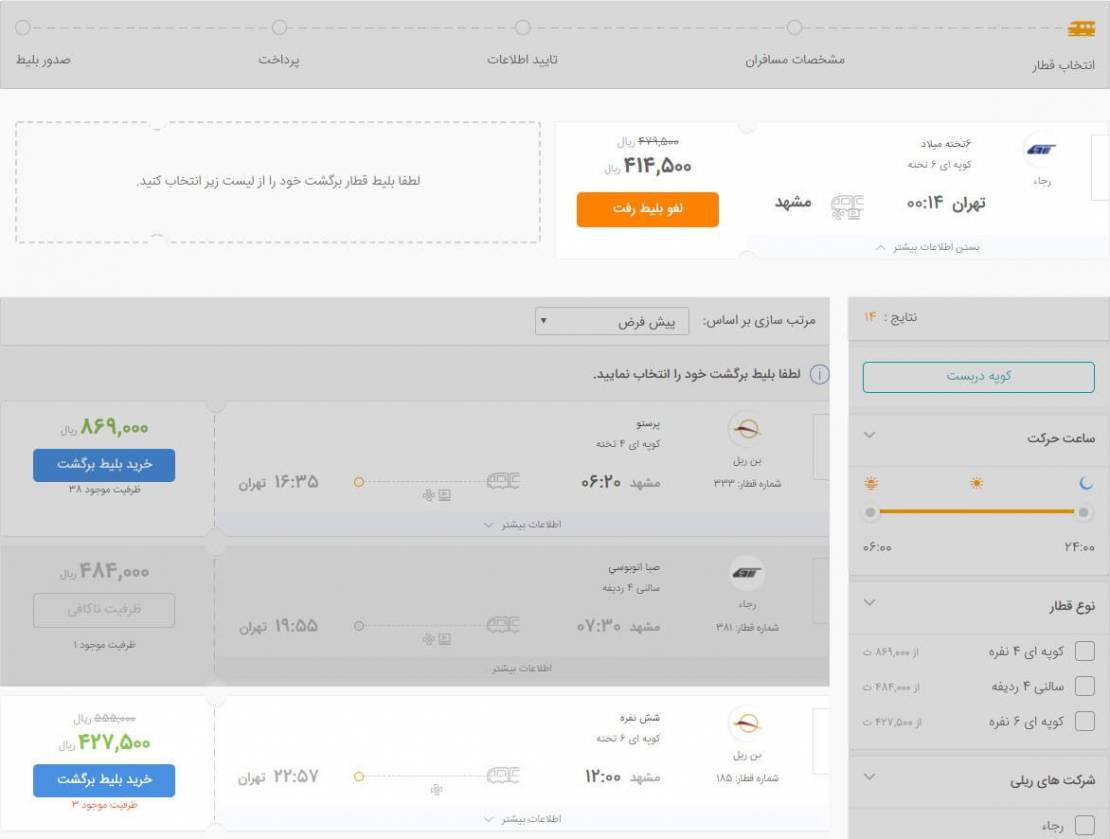 انتخاب قطار
مشخصات مسافران
تایید اطلاعات
پرداخت
صدور بلیط
رجاء
۶تخته میلاد
کوپه ای ۶ تخته
تهران ۰۰:۱۴
مشهد
۴۷۹,۵۰۰ ریال
۴۱۴,۵۰۰ ریال
لغو بلیط رفت
بستن اطلاعات بیشتر
لطفا بلیط قطار برگشت خود را از لیست زیر انتخاب کنید.
نتایج : ۱۴
کوپه دربست
ساعت حرکت
۲۴:۰۰
۰۶:۰۰
نوع قطار
کوپه ای ۴ نفره
از ۸۶۹,۰۰۰ ت
سالنی ۴ ردیفه
از ۴۸۴,۰۰۰ ت
کوپه ای ۶ نفره
از ۴۲۷,۵۰۰ ت
شرکت های ریلی
رجاء
مرتب سازی بر اساس:
پیش فرض
لطفا بلیط برگشت خود را انتخاب نمایید.
بن ریل
شماره قطار: ۳۳۳
پرستو
کوپه ای ۴ تخته
مشهد ۰۶:۲۰
۱۶:۳۵ تهران
اطلاعات بیشتر
۸۶۹,۰۰۰ ریال
خرید بلیط برگشت
ظرفیت موجود ۳۸
رجاء
شماره قطار: ۳۸۱
صبا اتوبوسي
سالنی ۴ ردیفه
مشهد ۰۷:۳۰
۱۹:۵۵ تهران
اطلاعات بیشتر
۴۸۴,۰۰۰ ریال
ظرفیت ناکافی
ظرفیت موجود ۱
بن ریل
شماره قطار: ۱۸۵
شش نفره
کوپه ای ۶ تخته
مشهد ۱۲:۰۰
۲۲:۵۷ تهران
اطلاعات بیشتر
۵۵۵,۰۰۰ ریال
۴۲۷,۵۰۰ ریال
خرید بلیط برگشت
ظرفیت موجود ۳